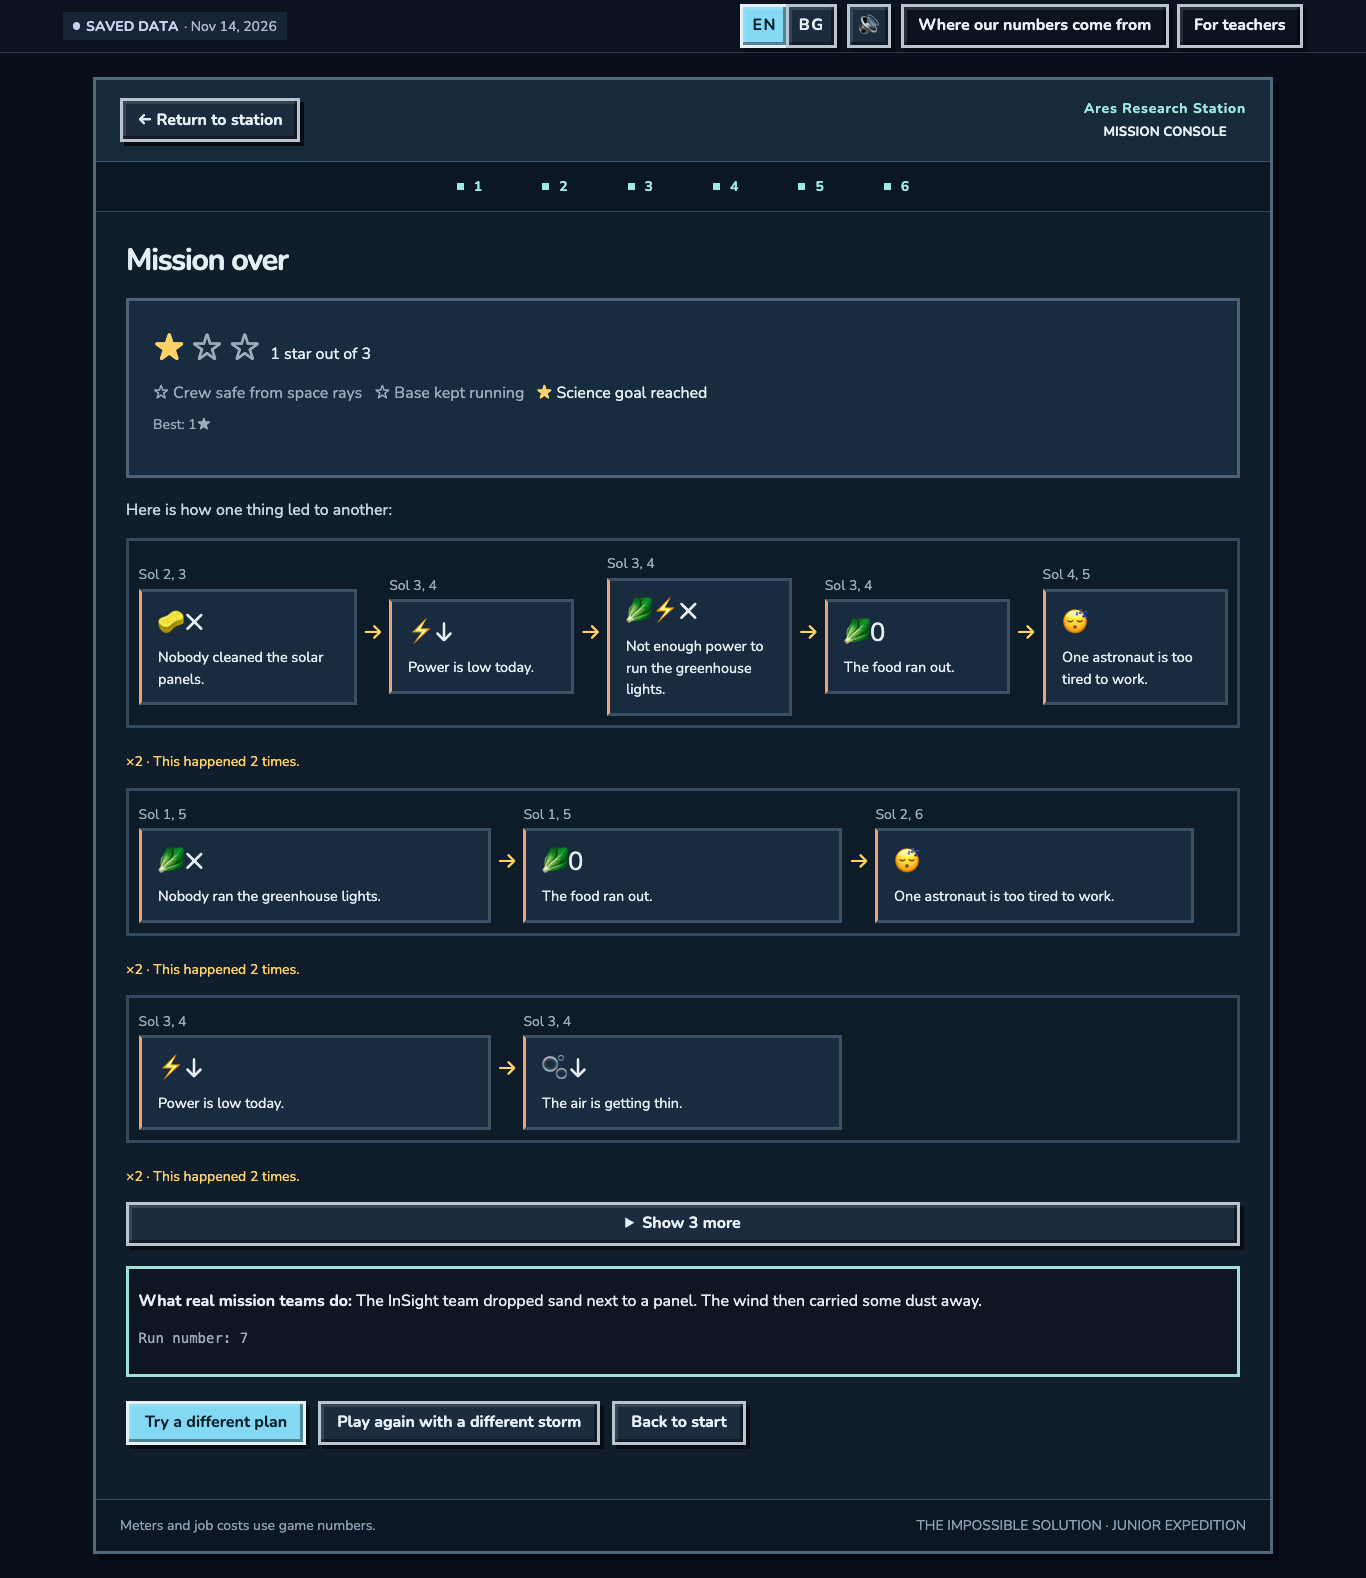 SAVED DATA · Nov 14, 2026
EN
BG
Where our numbers come from
For teachers
← Return to station
Ares Research Station
MISSION CONSOLE
1
2
3
4
5
6
Mission over
1 star out of 3
Crew safe from space rays
Base kept running
Science goal reached
Best: 1★
Here is how one thing led to another:
Sol 2, 3
Nobody cleaned the solar
panels.
Sol 3, 4
Power is low today.
Sol 3, 4
Not enough power to
run the greenhouse
lights.
Sol 3, 4
0
The food ran out.
Sol 4, 5
One astronaut is too
tired to work.
×2 · This happened 2 times.
Sol 1, 5
Nobody ran the greenhouse lights.
Sol 1, 5
0
The food ran out.
Sol 2, 6
One astronaut is too tired to work.
×2 · This happened 2 times.
Sol 3, 4
Power is low today.
Sol 3, 4
The air is getting thin.
×2 · This happened 2 times.
▶ Show 3 more
What real mission teams do: The InSight team dropped sand next to a panel. The wind then carried some dust away.
Run number: 7
Try a different plan
Play again with a different storm
Back to start
Meters and job costs use game numbers.
THE IMPOSSIBLE SOLUTION · JUNIOR EXPEDITION